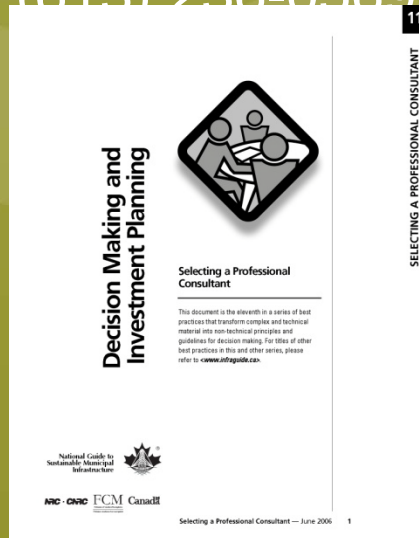 11
SELECTING A PROFESSIONAL CONSULTANT
Decision Making and
Investment Planning
Selecting a Professional
Consultant
This document is the eleventh in a series of best
practices that transform complex and technical
material into non-technical principles and
guidelines for decision making. For titles of other
best practices in this and other series, please
refer to <www.infraguide.ca>.
National Guide to
Sustainable Municipal
Infrastructure
NRC · CNRC
FCM
Canada
Selecting a Professional Consultant — June 2006 1